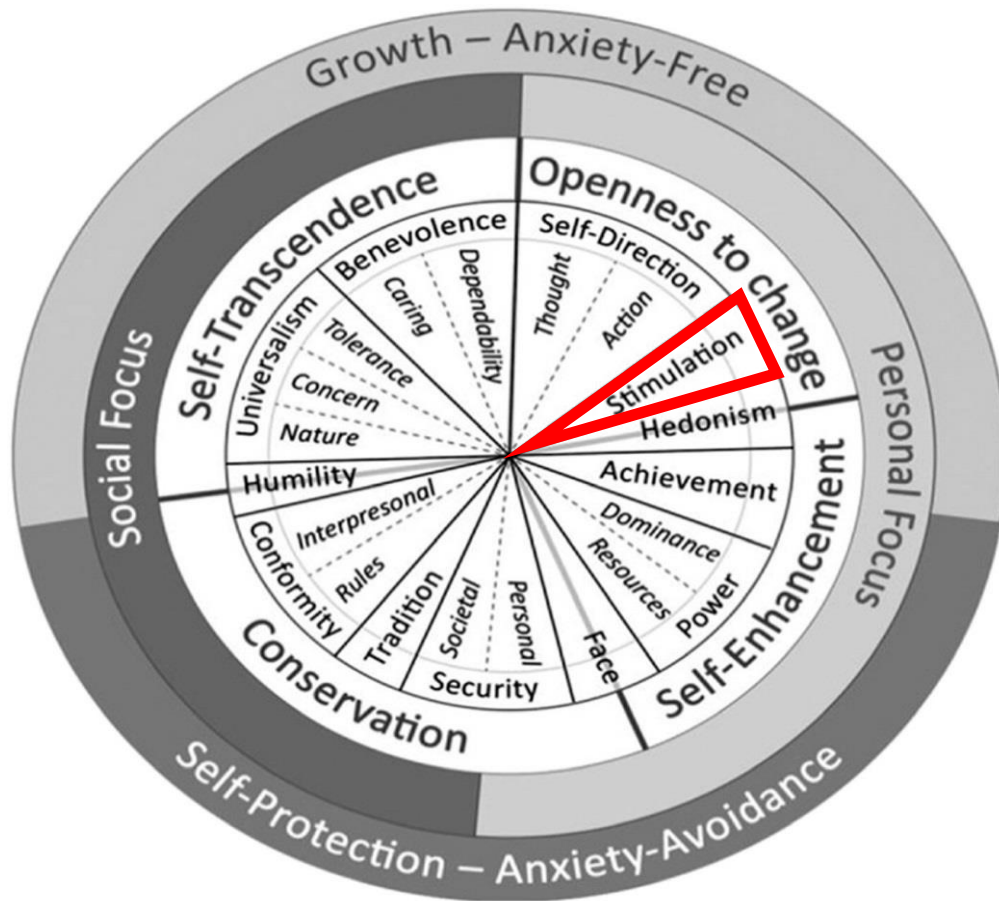 Growth – Anxiety-Free
Personal Focus
Self-Protection – Anxiety-Avoidance
Social Focus
Self-Transcendence
Openness to change
Self-Enhancement
Conservation
Benevolence
Self-Direction
Universalism
Dependability
Caring
Thought
Action
Stimulation
Hedonism
Achievement
Dominance
Resources
Power
Face
Personal
Societal
Security
Tradition
Rules
Interpresonal
Conformity
Humility
Nature
Concern
Tolerance